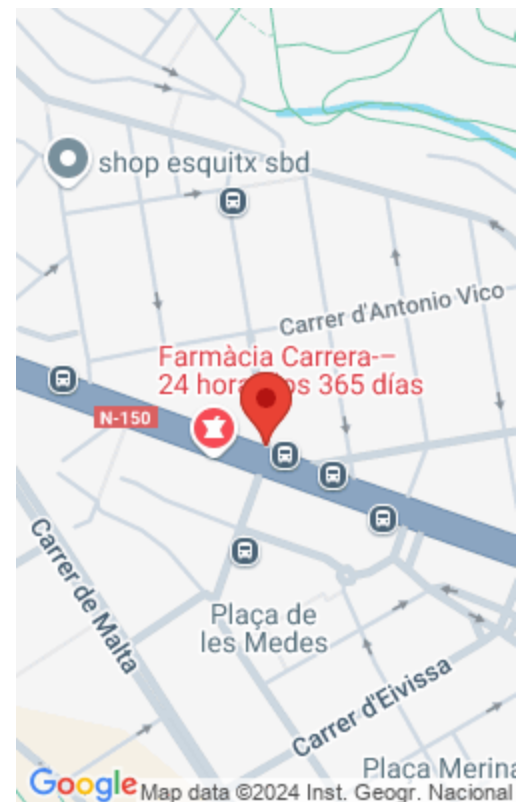 shop esquitx sbd
Carrer d'Antonio Vico
Farmàcia Carrera-–
24 horas los 365 días
N-150
Carrer de Malta
Plaça de
les Medes
Carrer d'Eivissa
Plaça Merina
Google
Map data ©2024 Inst. Geogr. Nacional